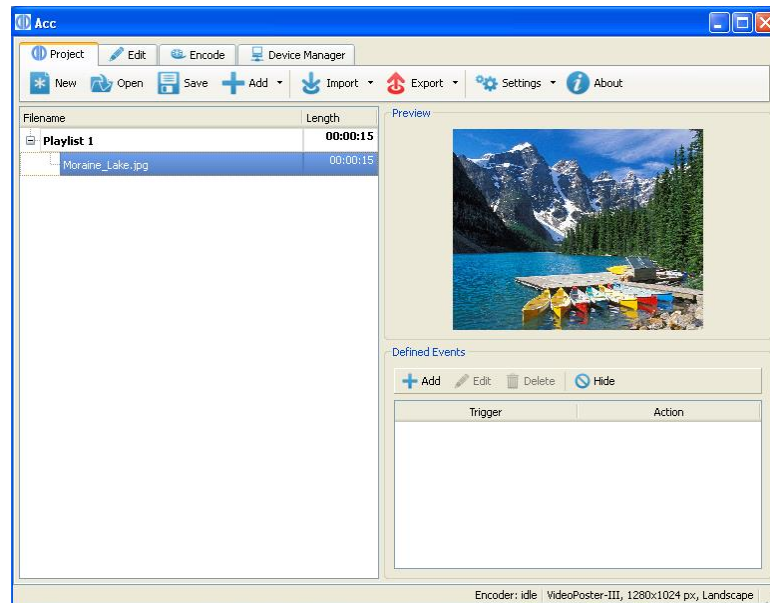 Acc
Project Edit Encode Device Manager
New Open Save Add Import Export Settings About
Filename Length
Playlist 1 00:00:15
Moraine_Lake.jpg 00:00:15
Preview
Defined Events
Add Edit Delete Hide
Trigger Action
Encoder: idle VideoPoster-III, 1280x1024 px, Landscape